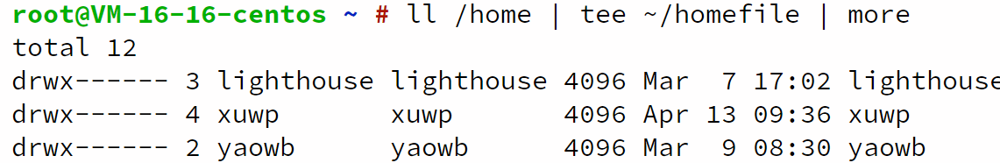 root@VM-16-16-centos ~ # ll /home | tee ~/homefile | more
total 12
drwx------ 3 lighthouse lighthouse 4096 Mar  7 17:02 lighthouse
drwx------ 4 xuwp       xuwp       4096 Apr 13 09:36 xuwp
drwx------ 2 yaowb      yaowb      4096 Mar  9 08:30 yaowb